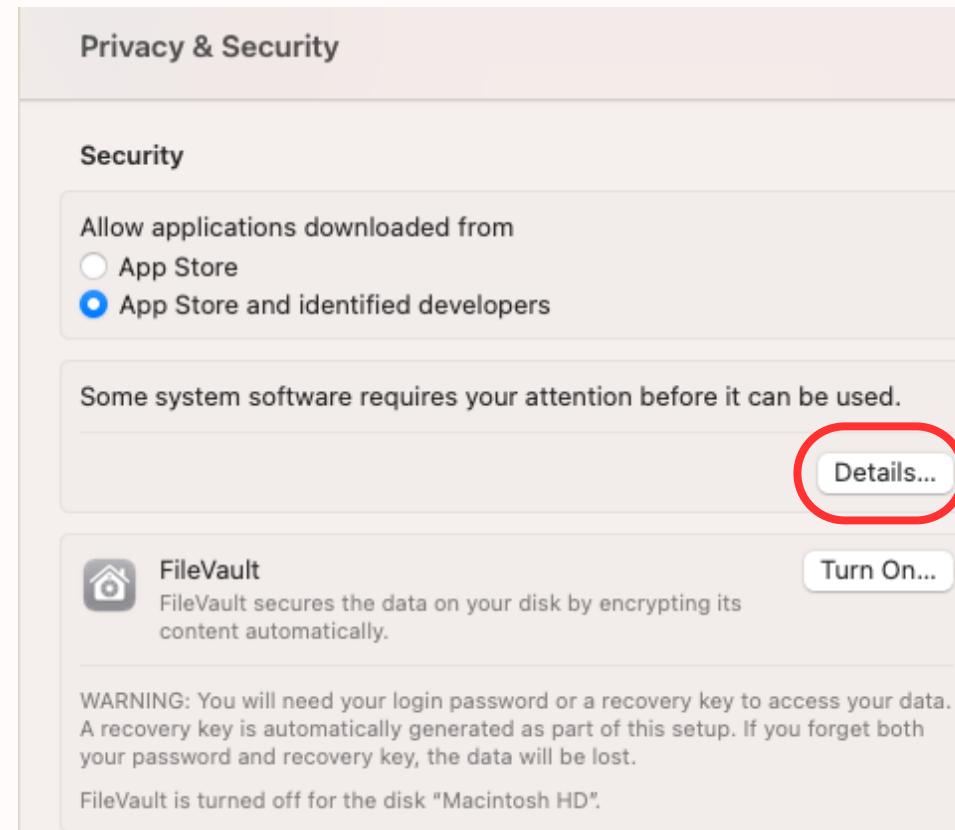 Privacy & Security
Security
Allow applications downloaded from
App Store
App Store and identified developers
Some system software requires your attention before it can be used.
Details...
FileVault
Turn On...
FileVault secures the data on your disk by encrypting its
content automatically.
WARNING: You will need your login password or a recovery key to access your data.
A recovery key is automatically generated as part of this setup. If you forget both
your password and recovery key, the data will be lost.
FileVault is turned off for the disk “Macintosh HD”.